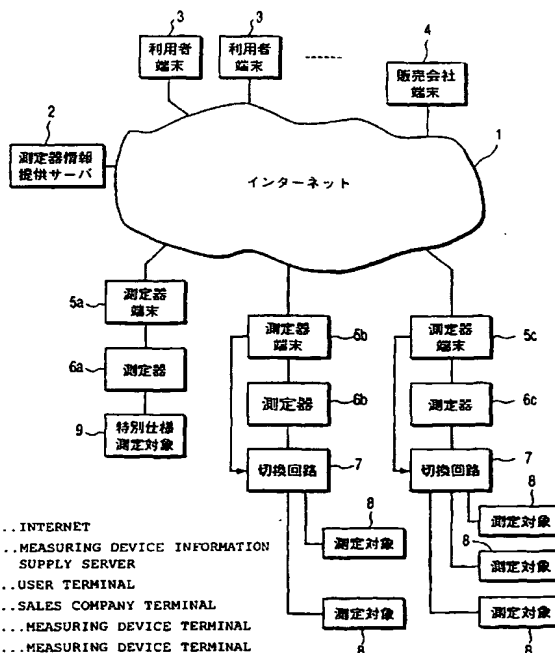 3
3
4
利用者
端末
利用者
端末
販売会社
端末
2
1
測定器情報
提供サーバ
インターネット
5a
測定器
端末
測定器
端末
6b
測定器
端末
5c
6a
測定器
測定器
6b
測定器
6c
9
特別仕様
測定対象
切換回路
7
切換回路
7
8
測定対象
8
測定対象
8
測定対象
測定対象
8
測定対象
8
...INTERNET
...MEASURING DEVICE INFORMATION
SUPPLY SERVER
...USER TERMINAL
...SALES COMPANY TERMINAL
...MEASURING DEVICE TERMINAL
...MEASURING DEVICE TERMINAL